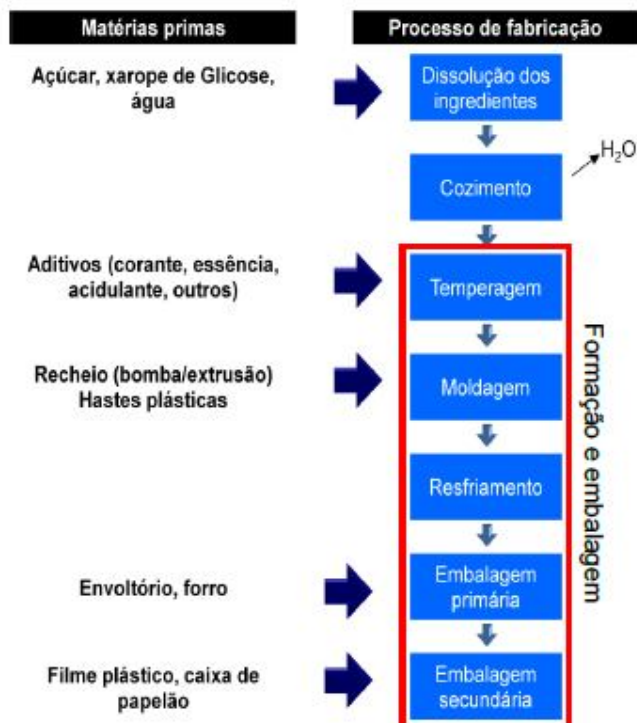 Matérias primas
Processo de fabricação
Açúcar, xarope de Glicose,
água
Dissolução dos
ingredientes
H₂O
Cozimento
Aditivos (corante, essência,
acidulante, outros)
Temperagem
Recheio (bomba/extrusão)
Hastes plásticas
Moldagem
Resfriamento
Envoltório, forro
Embalagem
primária
Filme plástico, caixa de
papelão
Embalagem
secundária
Formação e embalagem